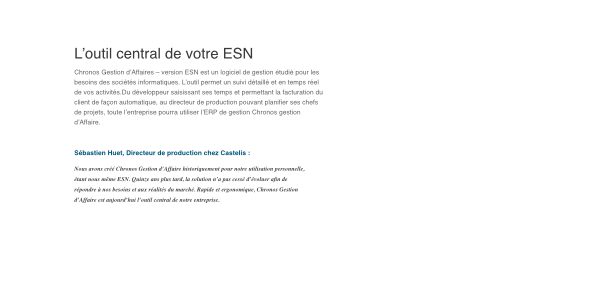 L'outil central de votre ESN
Chronos Gestion d'Affaires – version ESN est un logiciel de gestion étudié pour les
besoins des sociétés informatiques. L'outil permet un suivi détaillé et en temps réel
de vos activités.Du développeur saisissant ses temps et permettant la facturation du
client de façon automatique, au directeur de production pouvant planifier ses chefs
de projets, toute l'entreprise pourra utiliser l'ERP de gestion Chronos gestion
d'Affaire.
Sébastien Huet, Directeur de production chez Castelis :
Nous avons créé Chronos Gestion d'Affaire historiquement pour notre utilisation personnelle,
étant nous même ESN. Quinze ans plus tard, la solution n'a pas cessé d'évoluer afin de
répondre à nos besoins et aux réalités du marché. Rapide et ergonomique, Chronos Gestion
d'Affaire est aujourd'hui l'outil central de notre entreprise.